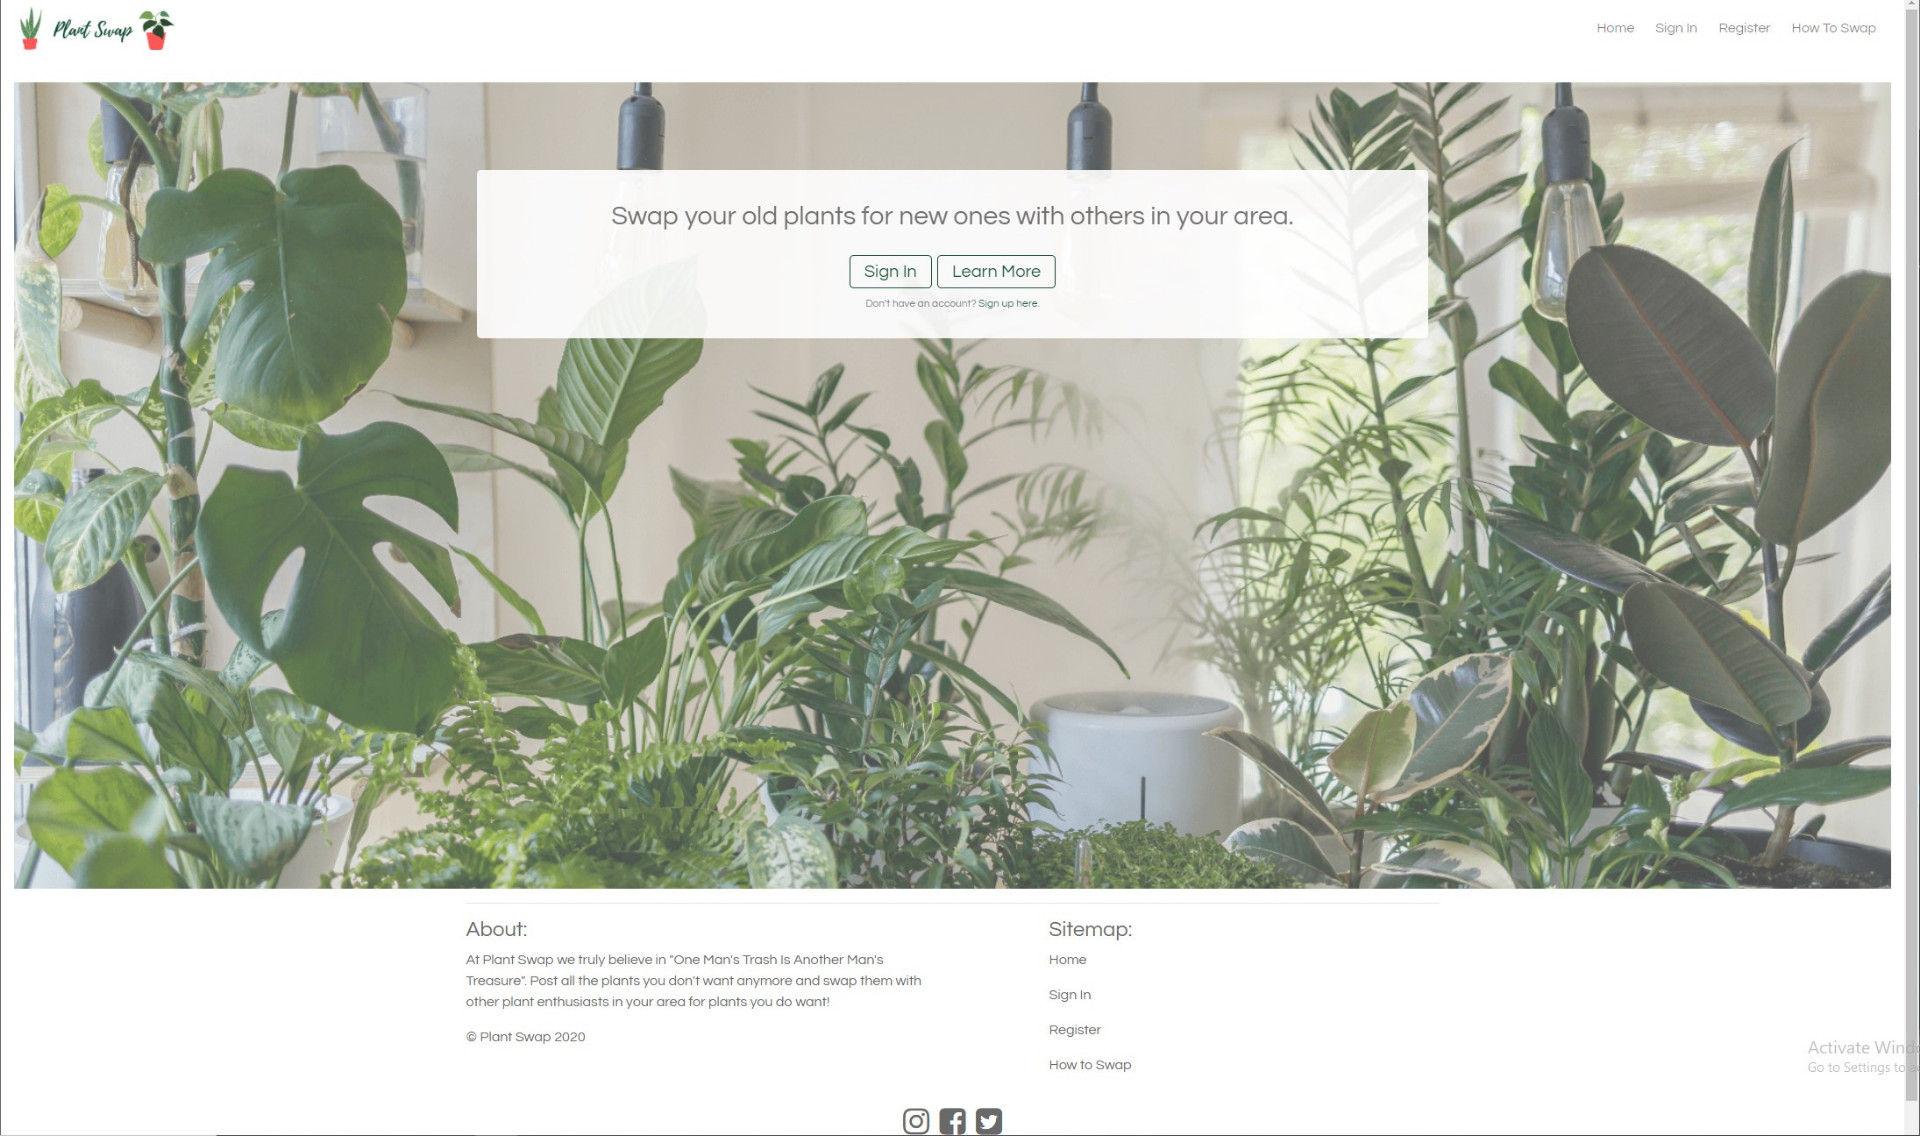 Plant Swap
Home Sign In Register How To Swap
Swap your old plants for new ones with others in your area.
Sign In Learn More
Don't have an account? Sign up here.
About:
At Plant Swap we truly believe in "One Man's Trash Is Another Man's
Treasure". Post all the plants you don't want anymore and swap them with
other plant enthusiasts in your area for plants you do want!
© Plant Swap 2020
Sitemap:
Home
Sign In
Register
How to Swap
Activate Wind
Go to Settings to